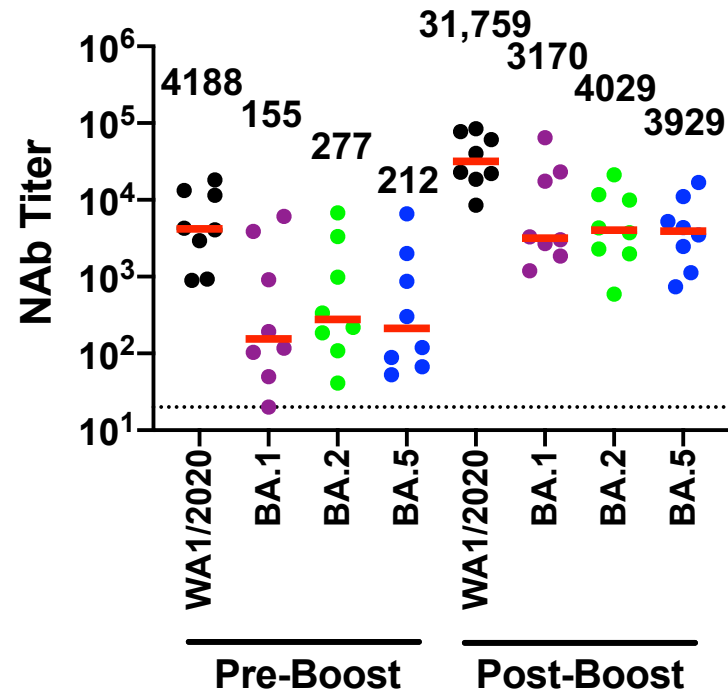 31,759
3170
4188
4029
155
3929
277
212
NAb Titer
10⁶
10⁵
10⁴
10³
10²
10¹
WA1/2020
BA.1
BA.2
BA.5
WA1/2020
BA.1
BA.2
BA.5
Pre-Boost
Post-Boost